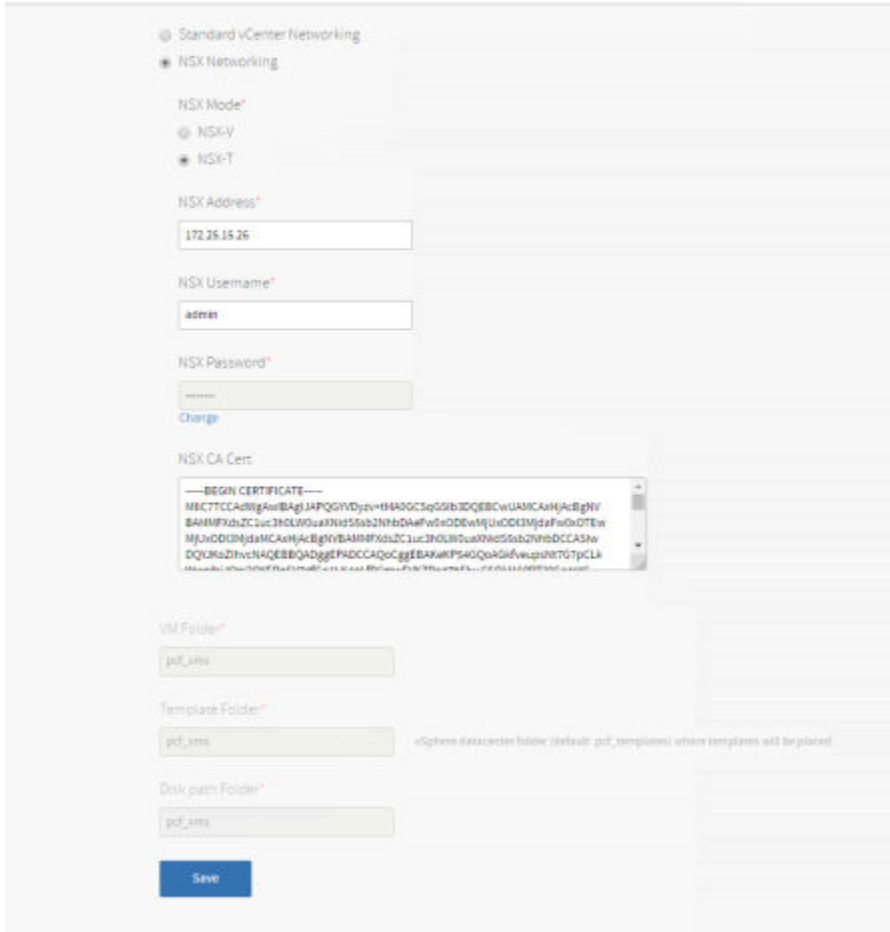 Standard vCenter Networking
NSX Networking
NSX Mode*
NSX-V
NSX-T
NSX Address*
172.26.16.26
NSX Username*
admin
NSX Password*
Change
NSX CA Cert
-----BEGIN CERTIFICATE-----
VM Folder*
pcf_vms
Template Folder*
pcf_vms
vSphere datacenter folder (default: pcf_templates) where templates will be placed
Disk path Folder*
pcf_vms
Save